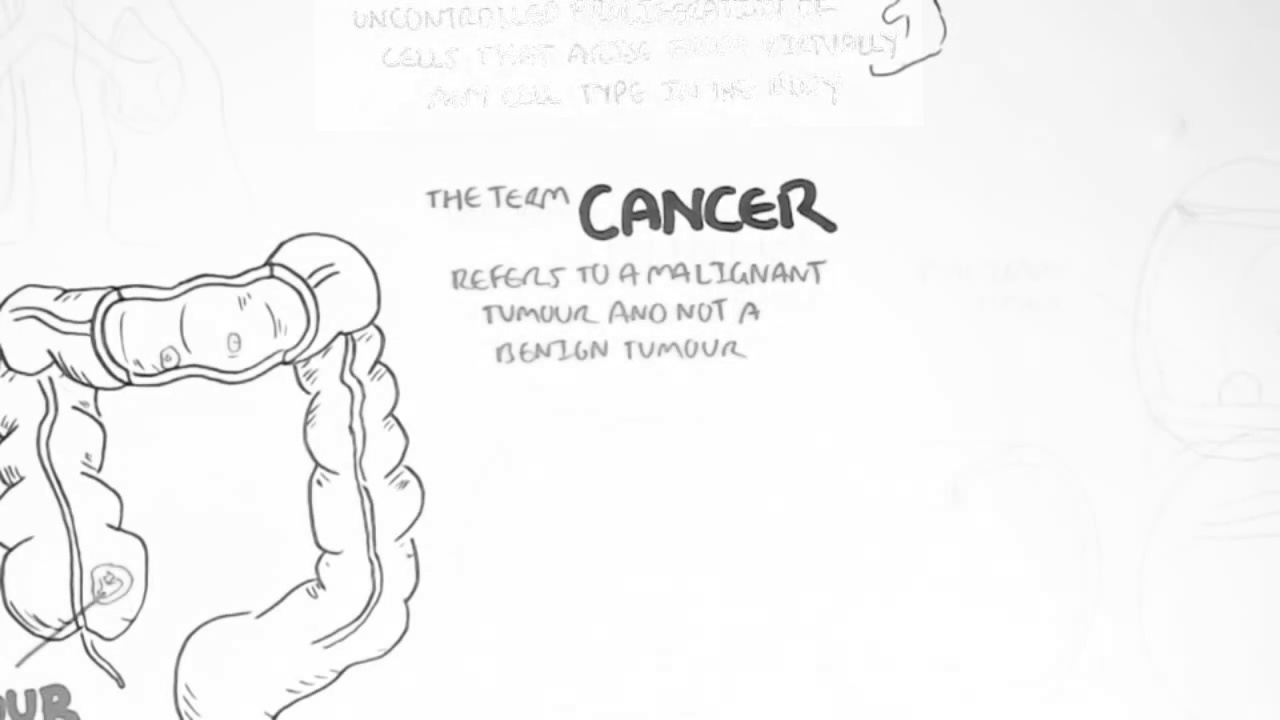 UNCONTROLLED PROLIFERATION OF
CELLS THAT ARISE FROM VIRTUALLY
ANY CELL TYPE IN THE BODY
THE TERM CANCER
REFERS TO A MALIGNANT
TUMOUR AND NOT A
BENIGN TUMOUR
OUR